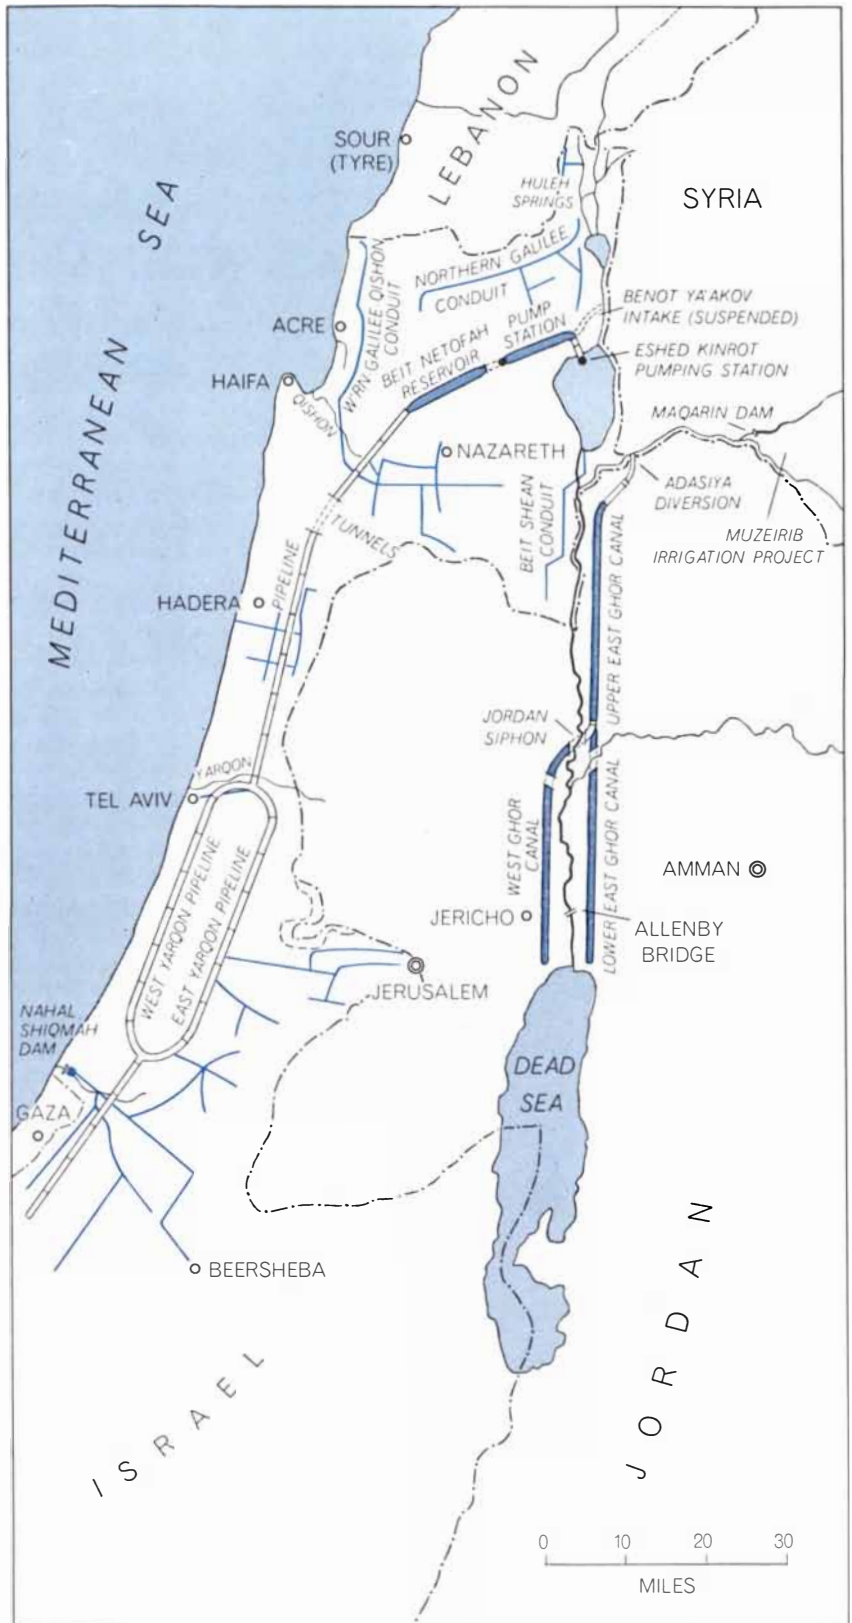 SOUR
(TYRE)
LEBANON
MEDITERRANEAN SEA
HULEH
SPRINGS
SYRIA
NORTHERN GALILEE
CONDUIT
W'RN GALILEE QISHON
CONDUIT
BENOT YA'AKOV
INTAKE (SUSPENDED)
ACRE
PUMP
STATION
BEIT NETOFAH
RESERVOIR
ESHED KINROT
PUMPING STATION
HAIFA
QISHON
MAQARIN DAM
NAZARETH
ADASIYA
DIVERSION
BEIT SHEAN
CONDUIT
MUZEIRIB
IRRIGATION PROJECT
TUNNELS
PIPELINE
HADERA
UPPER EAST GHOR CANAL
JORDAN
SIPHON
YARQON
TEL AVIV
WEST GHOR
CANAL
LOWER EAST GHOR CANAL
AMMAN
WEST YARQON PIPELINE
EAST YARQON PIPELINE
JERICHO
ALLENBY
BRIDGE
JERUSALEM
NAHAL
SHIQMAH
DAM
DEAD
SEA
GAZA
BEERSHEBA
ISRAEL
JORDAN
0 10 20 30
MILES